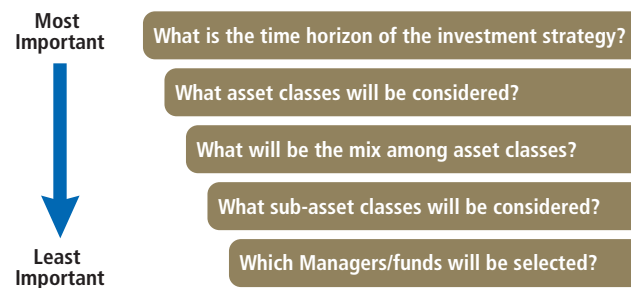 Most
Important
What is the time horizon of the investment strategy?
What asset classes will be considered?
What will be the mix among asset classes?
What sub-asset classes will be considered?
Which Managers/funds will be selected?
Least
Important